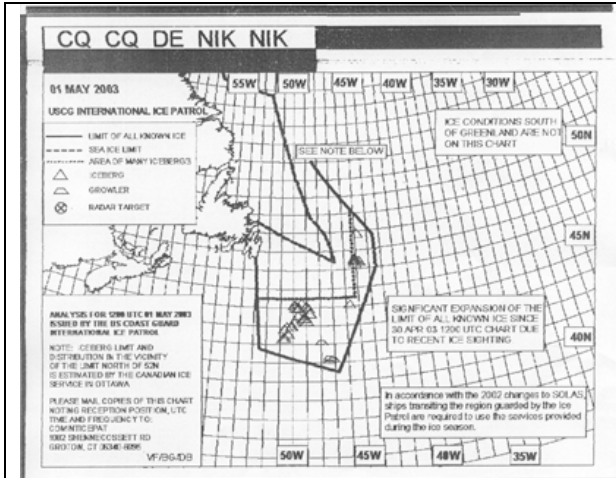 CQ CQ DE NIK NIK
01 MAY 2003
USCG INTERNATIONAL ICE PATROL
LIMIT OF ALL KNOWN ICE
SEA ICE LIMIT
AREA OF MANY ICEBERGS
ICEBERG
GROWLER
RADAR TARGET
55W 50W 45W 40W 35W 30W
ICE CONDITIONS SOUTH
OF GREENLAND ARE NOT
ON THIS CHART
50N
SEE NOTE BELOW
45N
ANALYSIS FOR 1200 UTC 01 MAY 2003
ISSUED BY THE US COAST GUARD
INTERNATIONAL ICE PATROL
NOTE: ICEBERG LIMIT AND
DISTRIBUTION IN THE VICINITY
OF THE LIMIT NORTH OF 52N
IS ESTIMATED BY THE CANADIAN ICE
SERVICE IN OTTAWA
PLEASE MAIL COPIES OF THIS CHART
NOTING RECEPTION POSITION, UTC
TIME AND FREQUENCY TO:
COMINTICEPAT
1082 SHENNECOSSETT RD
GROTON, CT
SIGNIFICANT EXPANSION OF THE
LIMIT OF ALL KNOWN ICE SINCE
30 APR 03 1200 UTC CHART DUE
TO RECENT ICE SIGHTING
40N
In accordance with the 2002 changes to SOLAS,
ships transiting the region guarded by the Ice
Patrol are required to use the services provided
during the ice season.
50W 45W 40W 35W